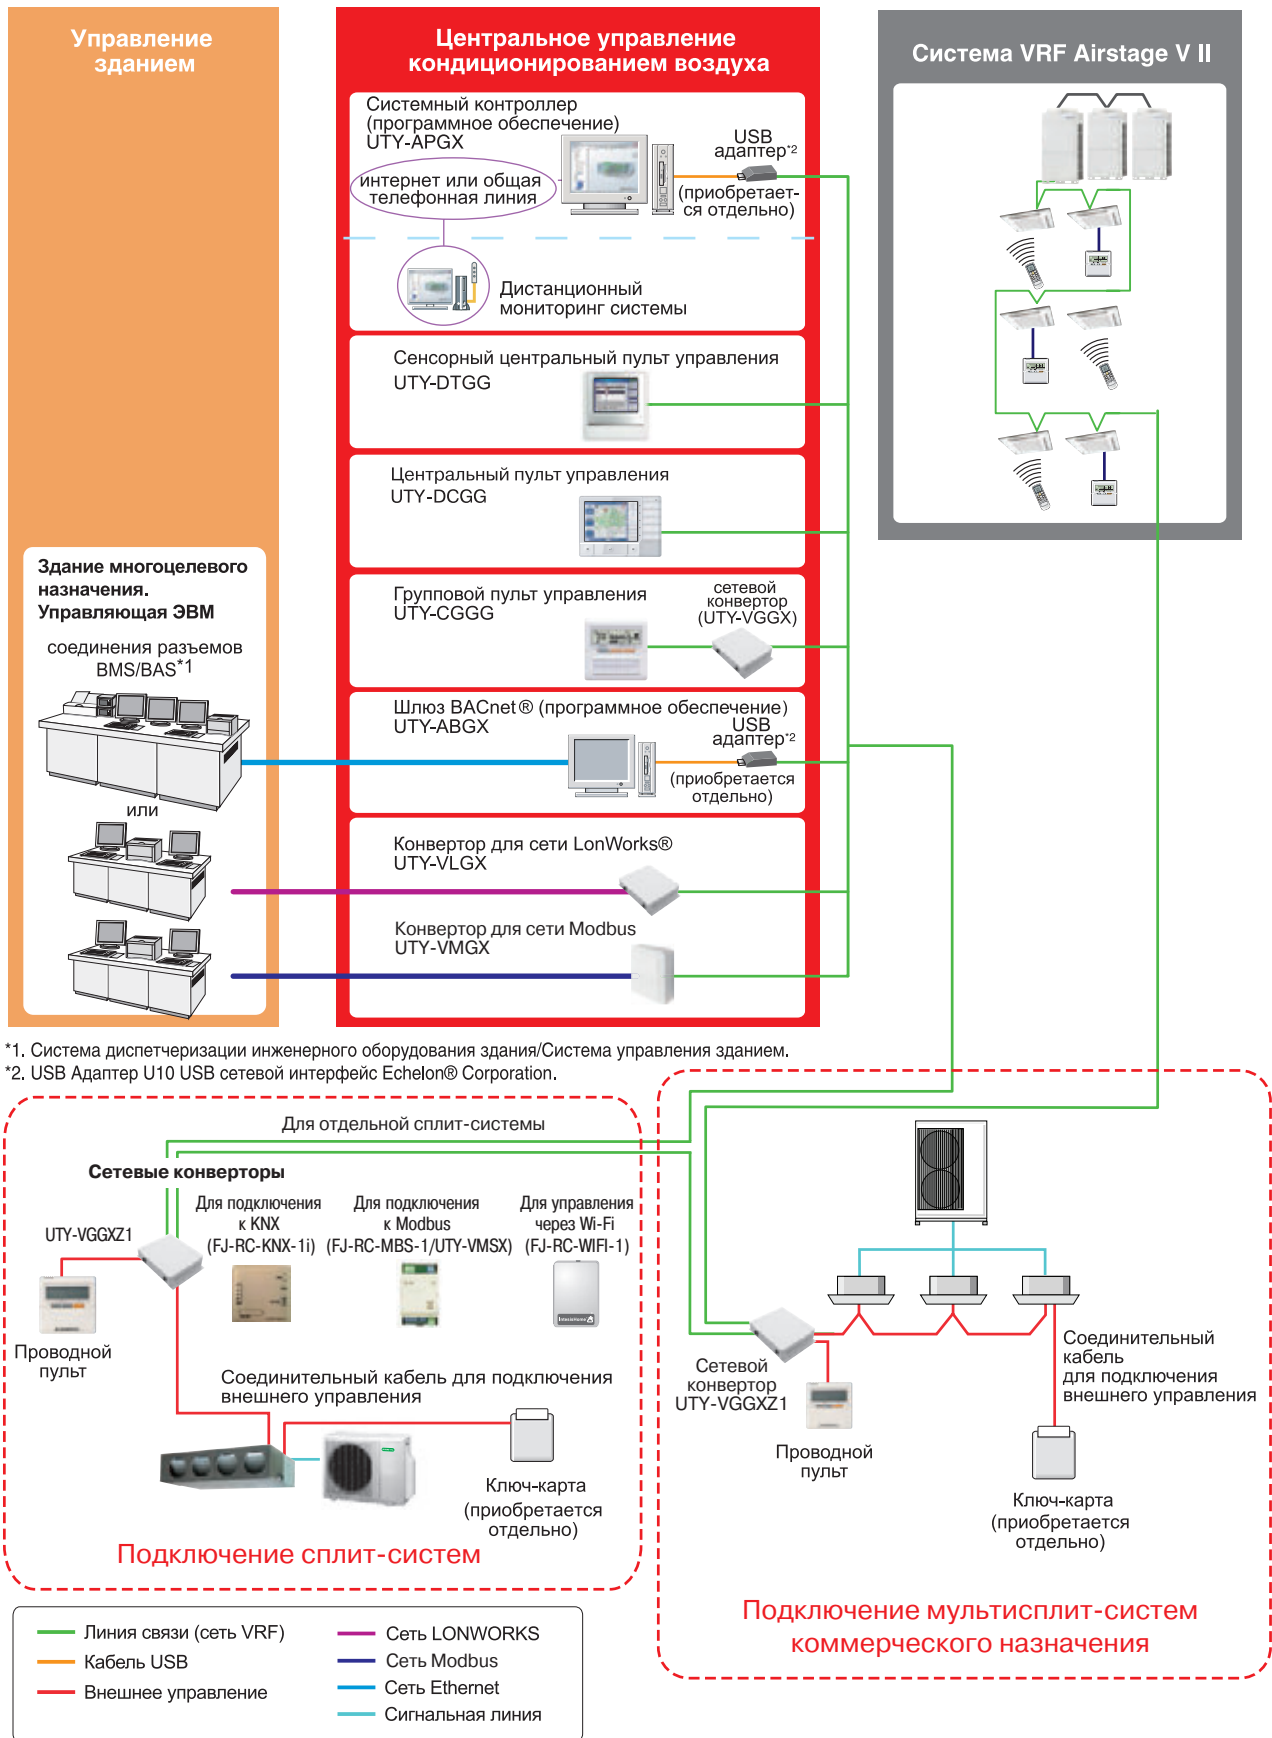 Управление
зданием
Центральное управление
кондиционированием воздуха
Система VRF Airstage V II
Системный контроллер
(программное обеспечение)
UTY-APGX
USB
адаптер*2
(приобретает-
ся отдельно)
интернет или общая
телефонная линия
Дистанционный
мониторинг системы
Сенсорный центральный пульт управления
UTY-DTGG
Центральный пульт управления
UTY-DCGG
Групповой пульт управления
UTY-CGGG
сетевой
конвертор
(UTY-VGGX)
Здание многоцелевого
назначения.
Управляющая ЭВМ
соединения разъемов
BMS/BAS*1
или
Шлюз BACnet® (программное обеспечение)
UTY-ABGX
USB
адаптер*2
(приобретается
отдельно)
Конвертор для сети LonWorks®
UTY-VLGX
Конвертор для сети Modbus
UTY-VMGX
*1. Система диспетчеризации инженерного оборудования здания/Система управления зданием.
*2. USB Адаптер U10 USB сетевой интерфейс Echelon® Corporation.
Для отдельной сплит-системы
Сетевые конверторы
UTY-VGGXZ1
Для подключения
к KNX
(FJ-RC-KNX-1i)
Для подключения
к Modbus
(FJ-RC-MBS-1/UTY-VMSX)
Для управления
через Wi-Fi
(FJ-RC-WIFI-1)
IntesisHome
Проводной
пульт
Соединительный кабель для подключения
внешнего управления
Ключ-карта
(приобретается
отдельно)
Подключение сплит-систем
Сетевой
конвертор
UTY-VGGXZ1
Проводной
пульт
Соединительный
кабель
для подключения
внешнего управления
Ключ-карта
(приобретается
отдельно)
Подключение мультисплит-систем
коммерческого назначения
Линия связи (сеть VRF)
Кабель USB
Внешнее управление
Сеть LONWORKS
Сеть Modbus
Сеть Ethernet
Сигнальная линия